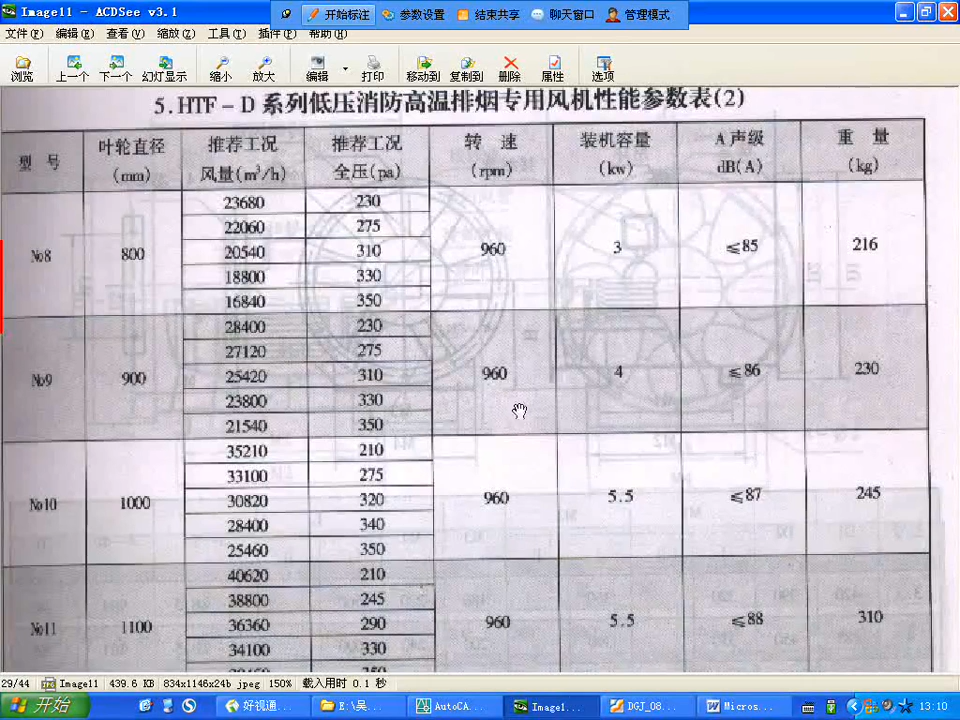 Image11 - ACDSee v3.1
开始标注 参数设置 结束共享 聊天窗口 管理模式
文件(F) 编辑(E) 查看(V) 缩放(Z) 工具(T) 插件(P) 帮助(H)
浏览 上一个 下一个 幻灯显示 缩小 放大 编辑 打印 移动到 复制到 删除 属性 选项
5.HTF-D 系列低压消防高温排烟专用风机性能参数表(2)
型 号 叶轮直径 (mm) 推荐工况 风量(m³/h) 推荐工况 全压(pa) 转 速 (rpm) 装机容量 (kw) A声级 dB(A) 重 量 (kg)
№8 800 23680 230 960 3 ≤85 216
22060 275
20540 310
18800 330
16840 350
№9 900 28400 230 960 4 ≤86 230
27120 275
25420 310
23800 330
21540 350
№10 1000 35210 210 960 5.5 ≤87 245
33100 275
30820 320
28400 340
25460 350
№11 1100 40620 210 960 5.5 ≤88 310
38800 245
36360 290
34100 330
29/44 Image11 439.6 KB 834x1146x24b jpeg 150% 载入用时 0.1 秒
开始 好视通... E:\吴... AutoCA... Image1... DGJ_08... Micros... 13:10